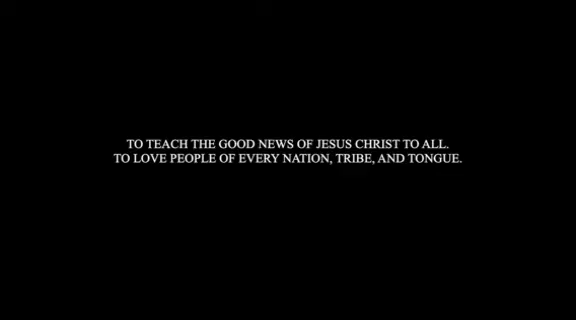 TO TEACH THE GOOD NEWS OF JESUS CHRIST TO ALL.
TO LOVE PEOPLE OF EVERY NATION, TRIBE, AND TONGUE.